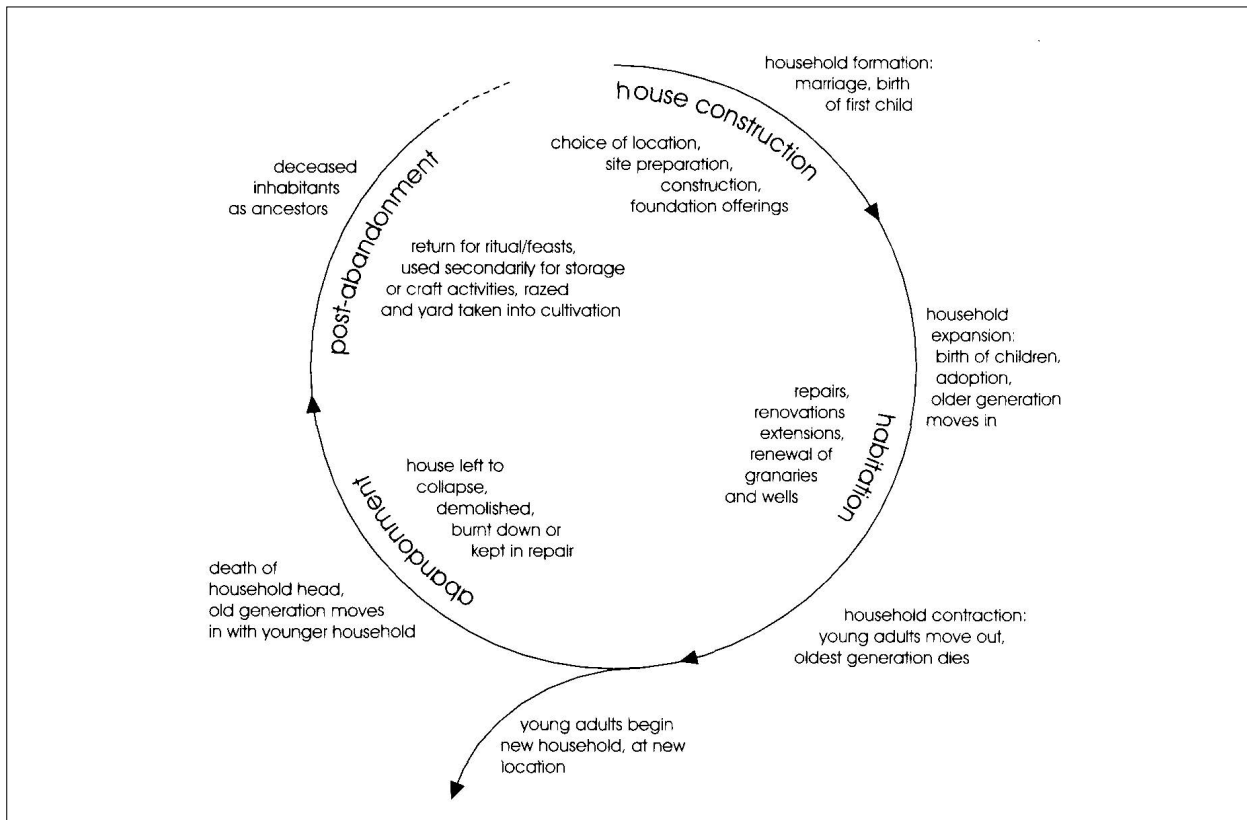 household formation:
marriage, birth
of first child
house construction
choice of location,
site preparation,
construction,
foundation offerings
household
expansion:
birth of children,
adoption,
older generation
moves in
habitation
repairs,
renovations
extensions,
renewal of
granaries
and wells
household contraction:
young adults move out,
oldest generation dies
young adults begin
new household, at new
location
abandonment
house left to
collapse,
demolished,
burnt down or
kept in repair
death of
household head,
old generation moves
in with younger household
post-abandonment
return for ritual/feasts,
used secondarily for storage
or craft activities, razed
and yard taken into cultivation
deceased
inhabitants
as ancestors